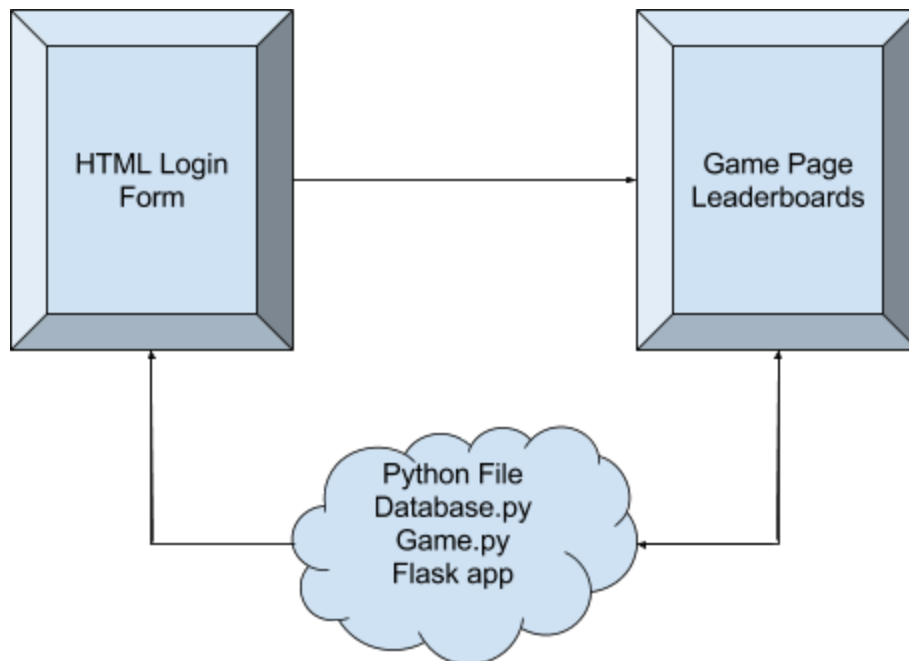 HTML Login
Form
Game Page
Leaderboards
Python File
Database.py
Game.py
Flask app